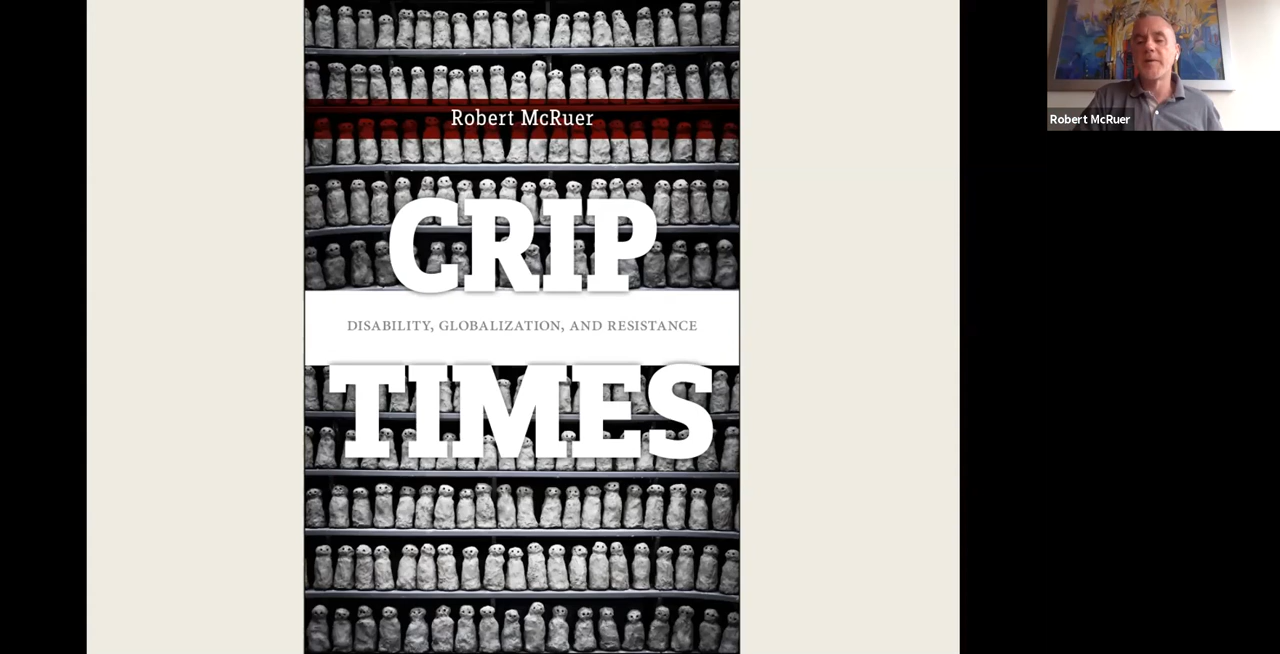 Robert McRuer
CRIP
DISABILITY, GLOBALIZATION, AND RESISTANCE
TIMES
Robert McRuer